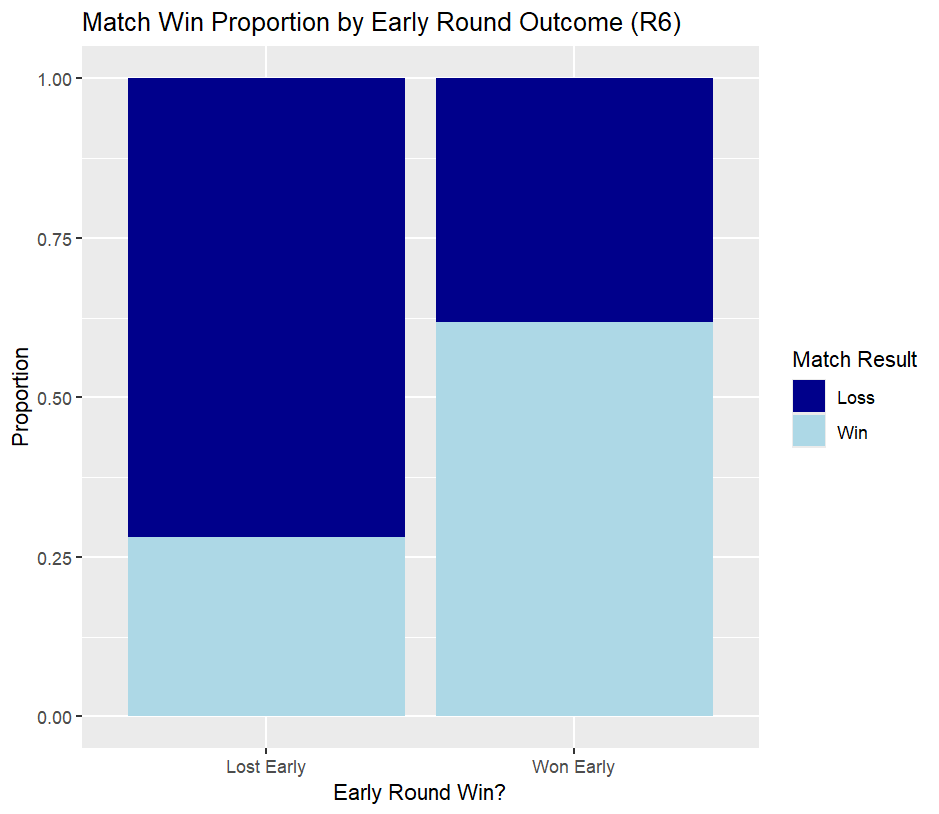 Match Win Proportion by Early Round Outcome (R6)
1.00
0.75
0.50
0.25
0.00
Proportion
Lost Early
Won Early
Early Round Win?
Match Result
Loss
Win